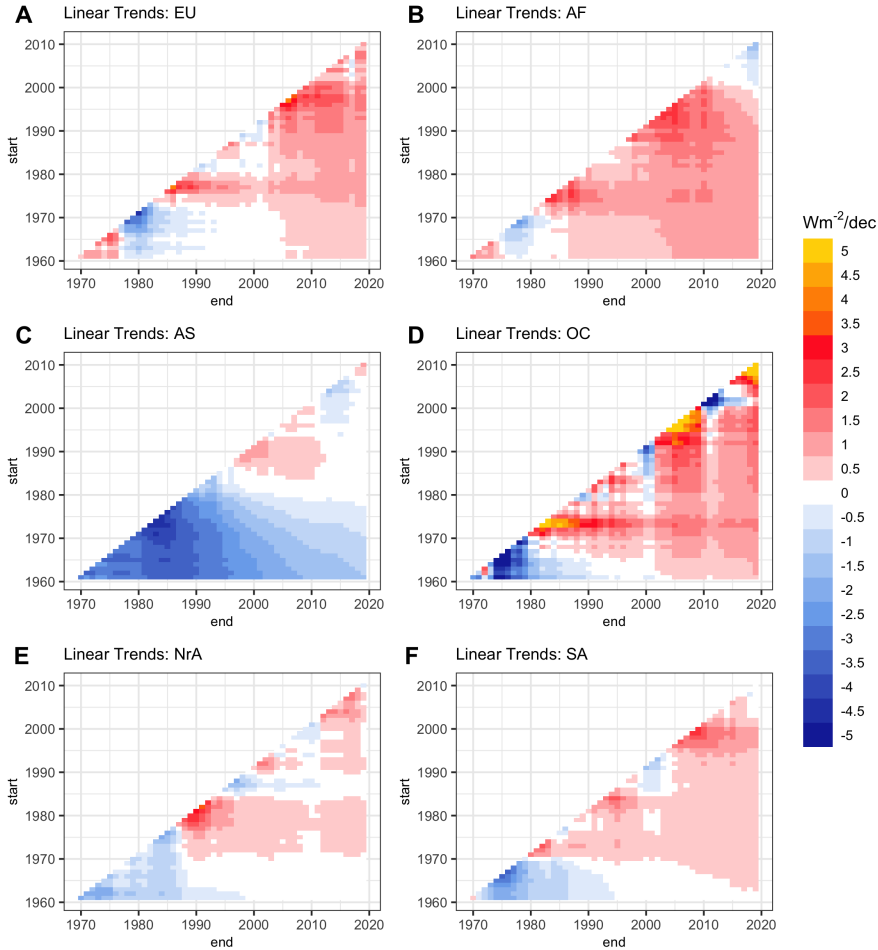 A Linear Trends: EU
B Linear Trends: AF
2010
2000
1990
1980
1970
1960
start
1970 1980 1990 2000 2010 2020
end
2010
2000
1990
1980
1970
1960
start
1970 1980 1990 2000 2010 2020
end
C Linear Trends: AS
D Linear Trends: OC
2010
2000
1990
1980
1970
1960
start
1970 1980 1990 2000 2010 2020
end
2010
2000
1990
1980
1970
1960
start
1970 1980 1990 2000 2010 2020
end
E Linear Trends: NrA
F Linear Trends: SA
2010
2000
1990
1980
1970
1960
start
1970 1980 1990 2000 2010 2020
end
2010
2000
1990
1980
1970
1960
start
1970 1980 1990 2000 2010 2020
end
Wm⁻²/dec
5
4.5
4
3.5
3
2.5
2
1.5
1
0.5
0
-0.5
-1
-1.5
-2
-2.5
-3
-3.5
-4
-4.5
-5